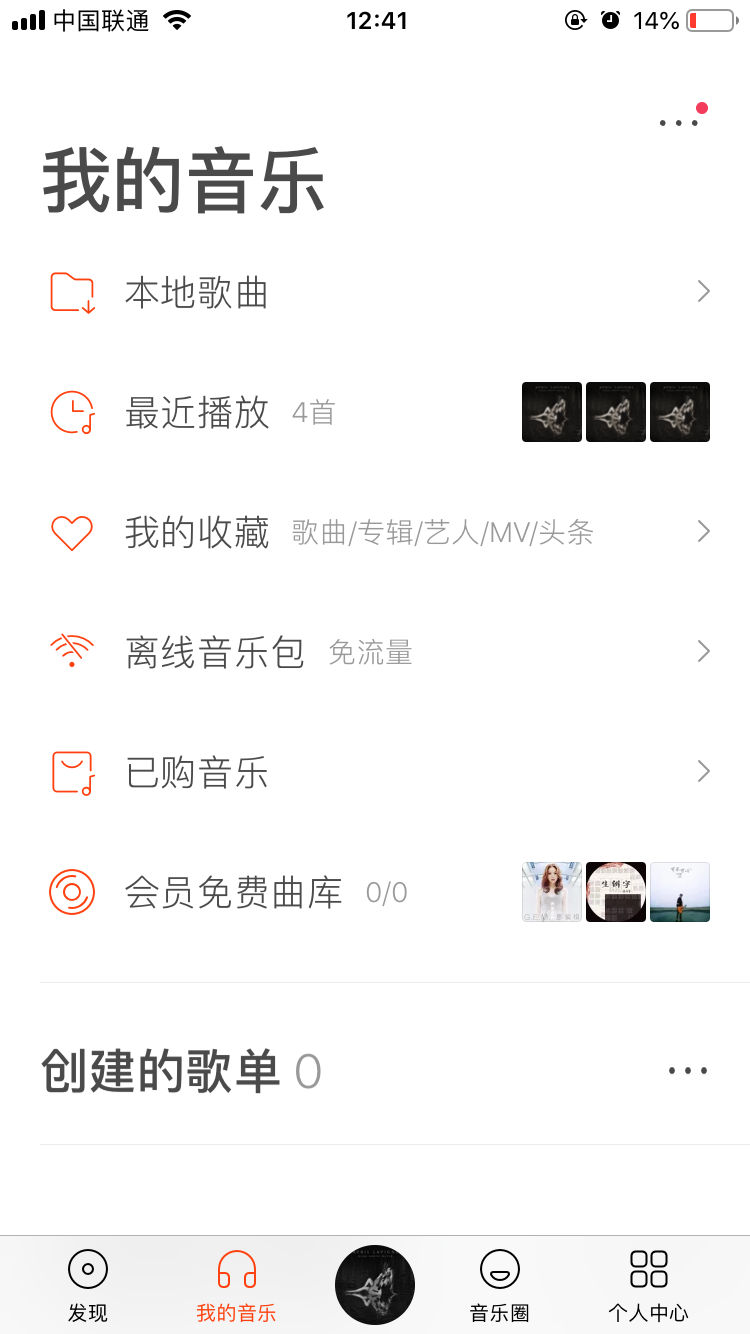 中国联通 12:41 14%
我的音乐
本地歌曲
最近播放 4首
我的收藏 歌曲/专辑/艺人/MV/头条
离线音乐包 免流量
已购音乐
会员免费曲库 0/0
G.E.M.
生僻字
创建的歌单 0
发现 我的音乐 音乐圈 个人中心